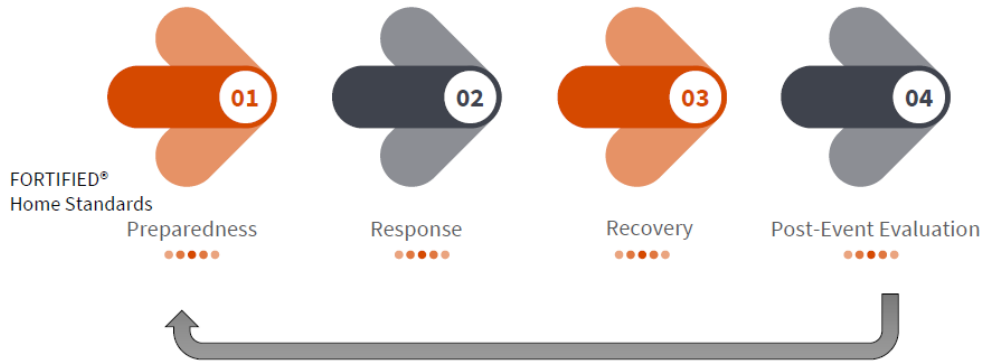 01
02
03
04
FORTIFIED®
Home Standards
Preparedness
Response
Recovery
Post-Event Evaluation